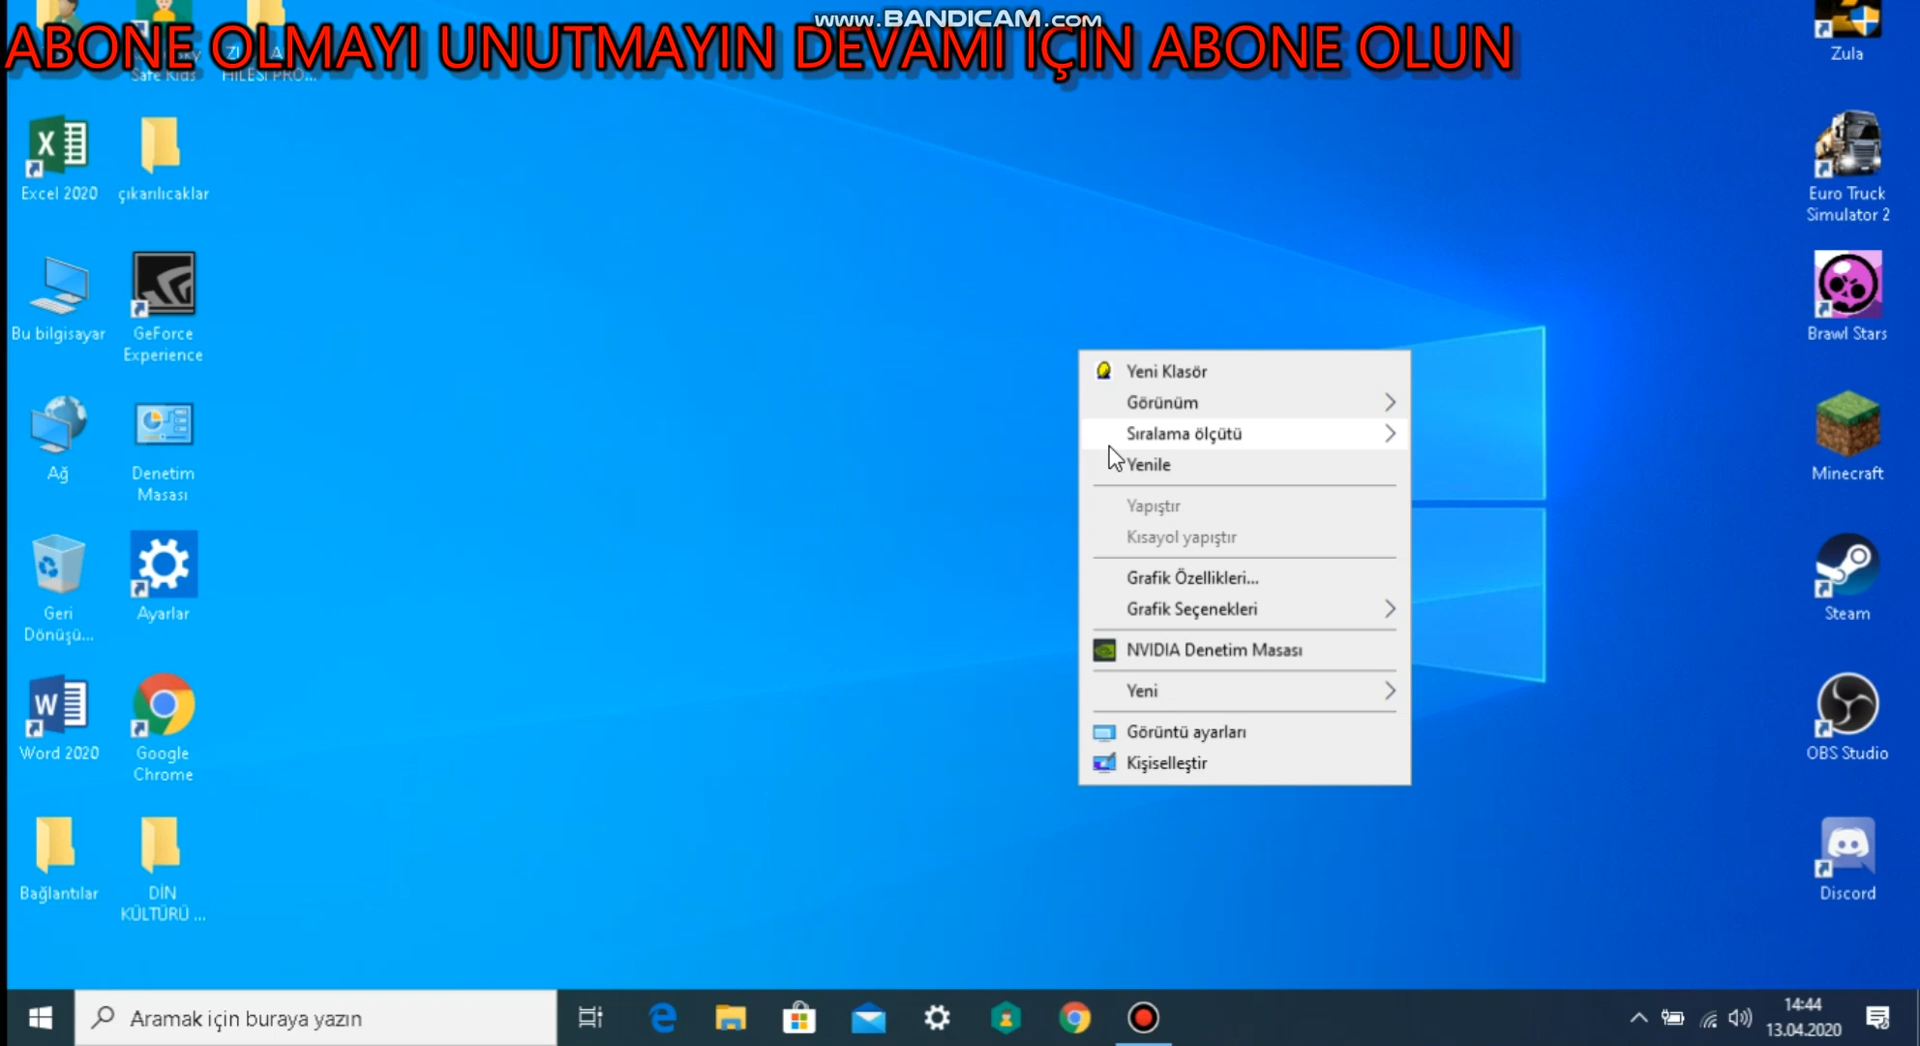 www.BANDICAM.com
ABONE OLMAYI UNUTMAYIN DEVAMI İÇİN ABONE OLUN
Safe Kids
HİLESİ PRO...
Excel 2020
çıkarılıcaklar
Bu bilgisayar
GeForce
Experience
Ağ
Denetim
Masası
Geri
Dönüşü...
Ayarlar
Word 2020
Google
Chrome
Bağlantılar
DİN
KÜLTÜRÜ ...
Yeni Klasör
Görünüm
Sıralama ölçütü
Yenile
Yapıştır
Kısayol yapıştır
Grafik Özellikleri...
Grafik Seçenekleri
NVIDIA Denetim Masası
Yeni
Görüntü ayarları
Kişiselleştir
Zula
Euro Truck
Simulator 2
Brawl Stars
Minecraft
Steam
OBS Studio
Discord
Aramak için buraya yazın
14:44
13.04.2020